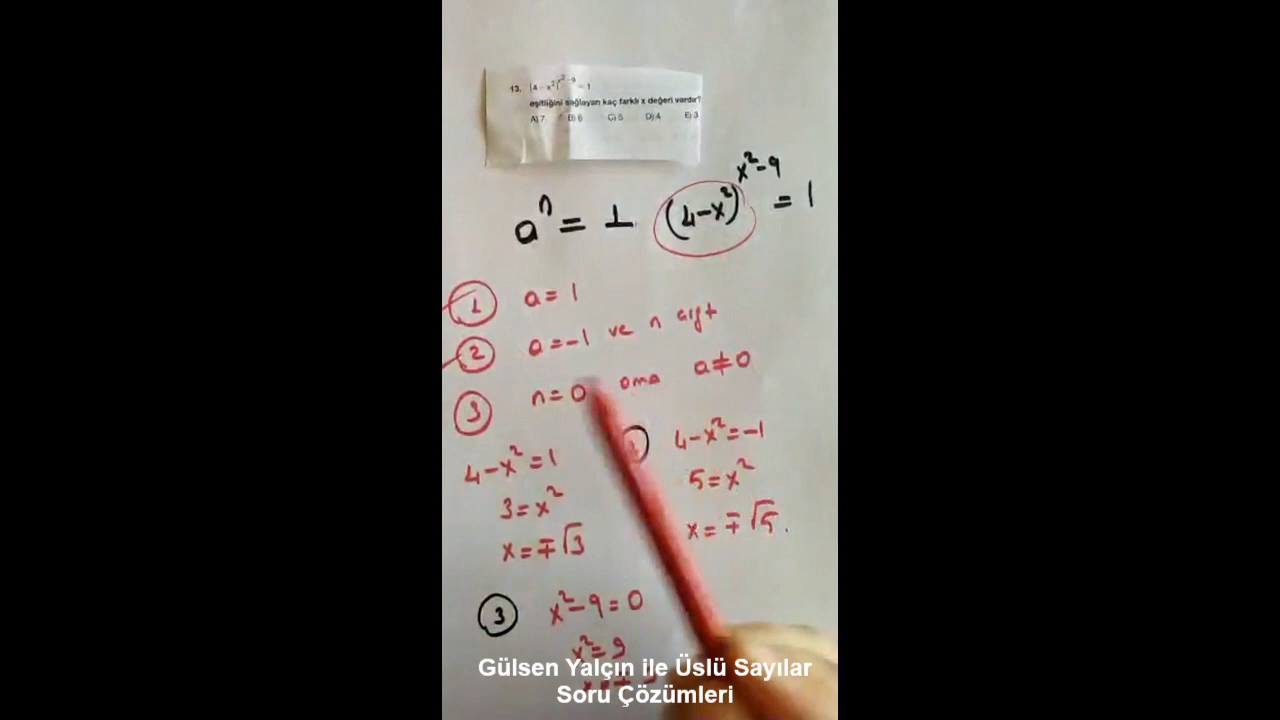 13. (4-x²)^x²-9 = 1
eşitliğini sağlayan kaç farklı x değeri vardır?
A) 7 B) 6 C) 5 D) 4 E) 3
aⁿ = 1 (4-x²)^x²-9 = 1
1 a = 1
2 a = -1 ve n çift
3 n = 0 ama a ≠ 0
4-x² = 1
3 = x²
x = ∓√3
4-x² = -1
5 = x²
x = ∓√5.
3 x²-9 = 0
x² = 9
Gülsen Yalçın ile Üslü Sayılar
Soru Çözümleri